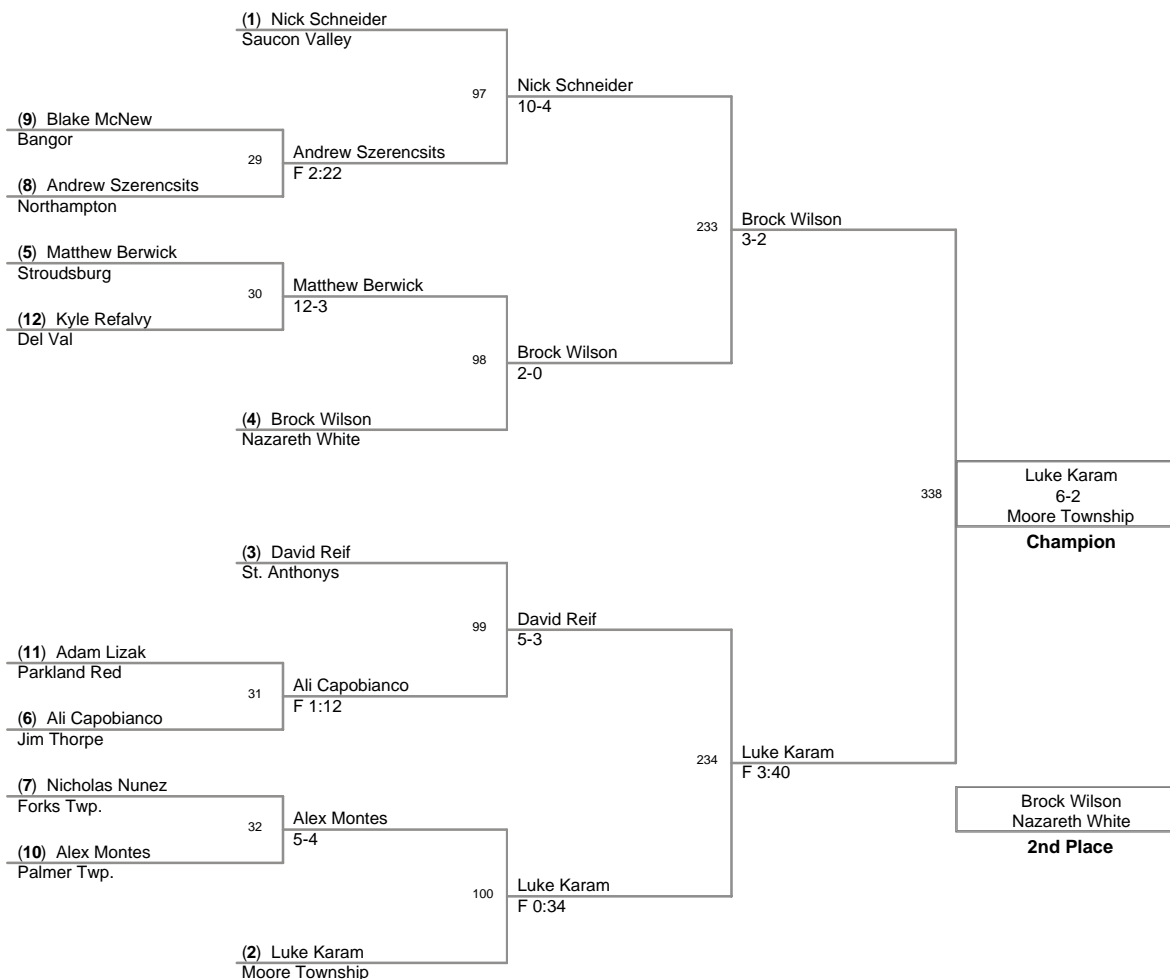 (1) Nick Schneider
Saucon Valley
97
Nick Schneider
10-4
(9) Blake McNew
Bangor
29
Andrew Szerencsits
F 2:22
(8) Andrew Szerencsits
Northampton
233
Brock Wilson
3-2
(5) Matthew Berwick
Stroudsburg
30
Matthew Berwick
12-3
(12) Kyle Refalvy
Del Val
98
Brock Wilson
2-0
(4) Brock Wilson
Nazareth White
338
Luke Karam
6-2
Moore Township
Champion
(3) David Reif
St. Anthonys
99
David Reif
5-3
(11) Adam Lizak
Parkland Red
31
Ali Capobianco
F 1:12
(6) Ali Capobianco
Jim Thorpe
234
Luke Karam
F 3:40
(7) Nicholas Nunez
Forks Twp.
32
Alex Montes
5-4
(10) Alex Montes
Palmer Twp.
Brock Wilson
Nazareth White
2nd Place
100
Luke Karam
F 0:34
(2) Luke Karam
Moore Township